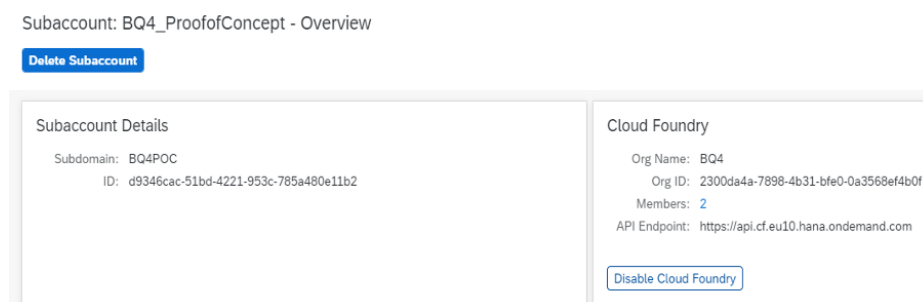 Subaccount: BQ4_ProofofConcept - Overview
Delete Subaccount
Subaccount Details
Subdomain: BQ4POC
ID: d9346cac-51bd-4221-953c-785a480e11b2
Cloud Foundry
Org Name: BQ4
Org ID: 2300da4a-7898-4b31-bfe0-0a3568ef4b0f
Members: 2
API Endpoint: https://api.cf.eu10.hana.ondemand.com
Disable Cloud Foundry